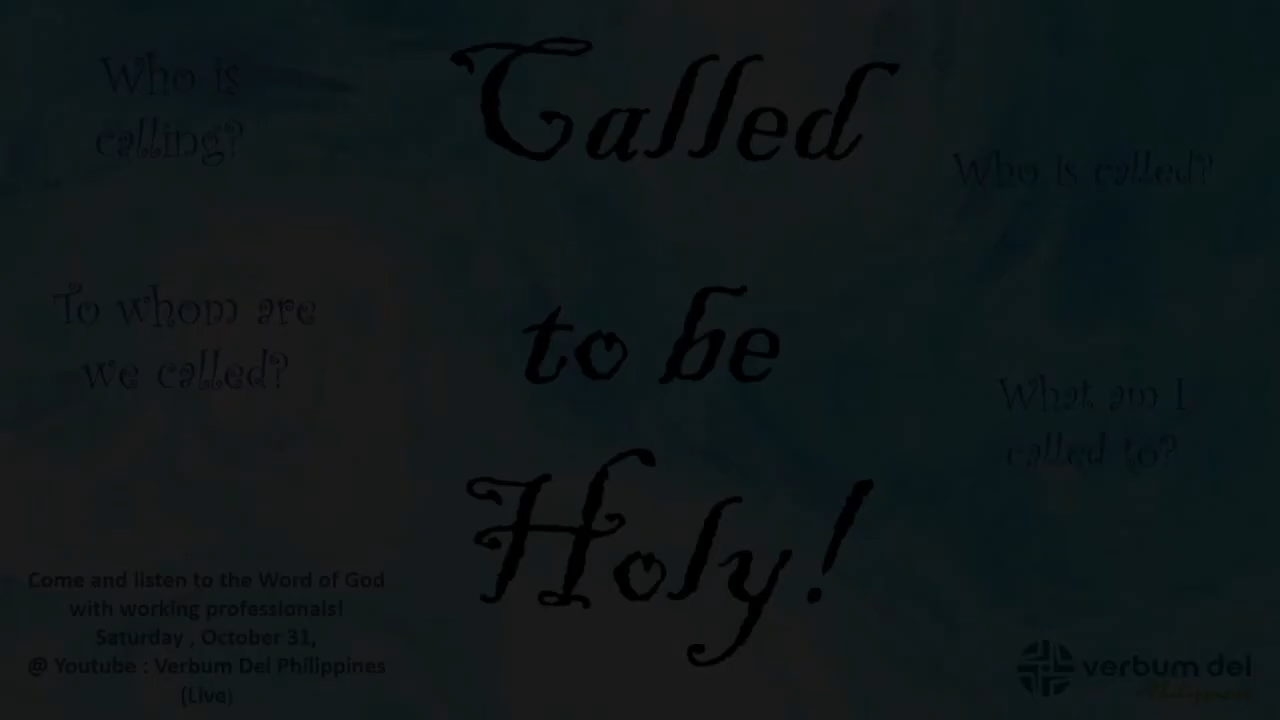 Called
to be
Holy!
Who is
calling?
Who is called?
To whom are
we called?
What am I
called to?
Come and listen to the Word of God
with working professionals!
Saturday , October 31,
@ Youtube : Verbum Dei Philippines
(Live)
verbum dei
Philippines